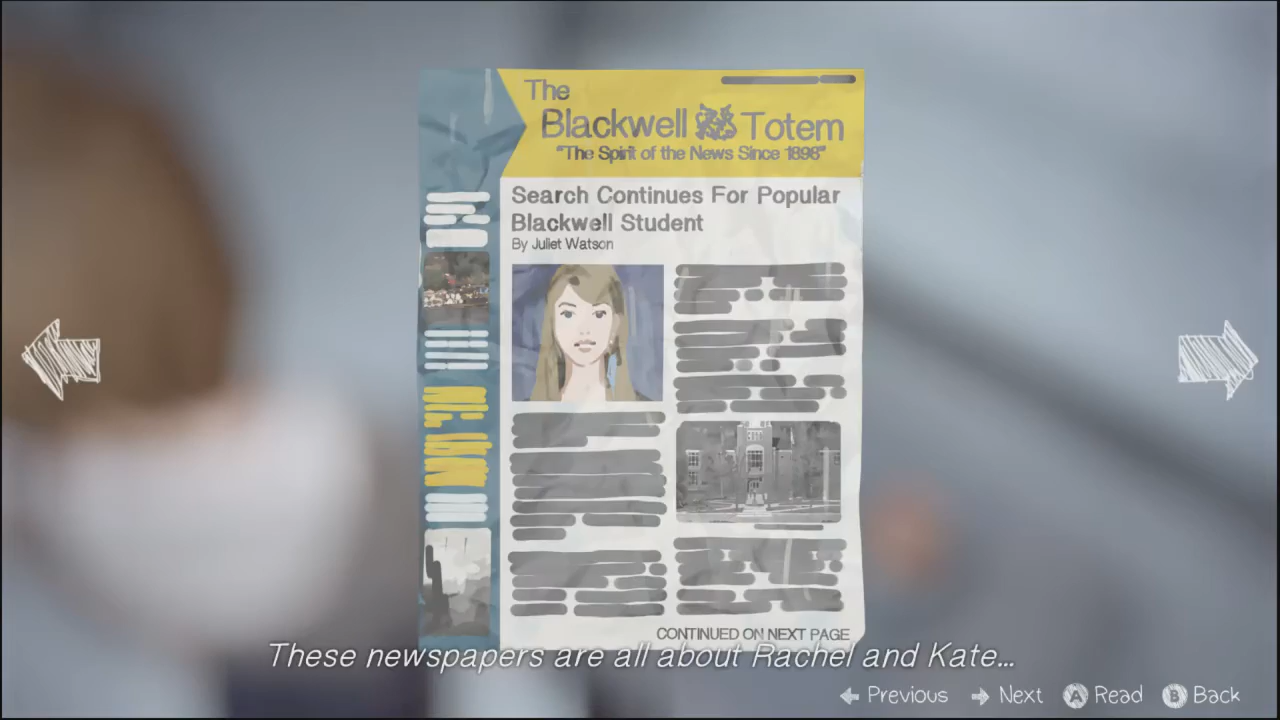 The
Blackwell Totem
"The Spirit of the News Since 1898"
Search Continues For Popular
Blackwell Student
By Juliet Watson
CONTINUED ON NEXT PAGE
These newspapers are all about Rachel and Kate...
Previous Next A Read B Back